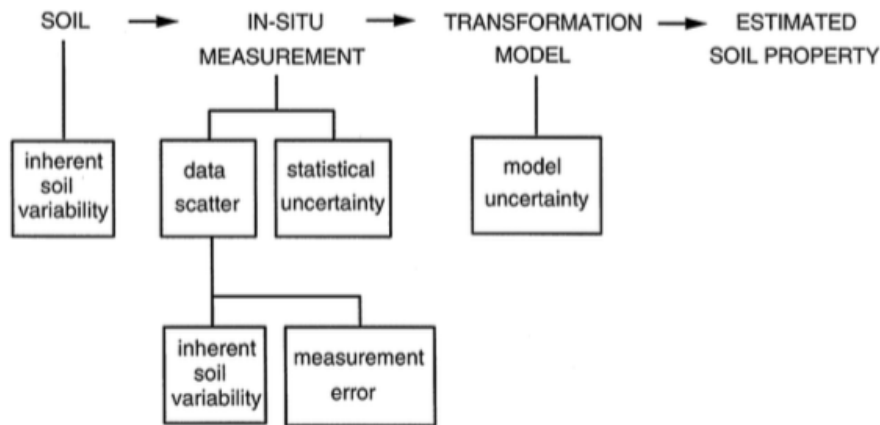 SOIL
IN-SITU
MEASUREMENT
TRANSFORMATION
MODEL
ESTIMATED
SOIL PROPERTY
inherent
soil
variability
data
scatter
statistical
uncertainty
model
uncertainty
inherent
soil
variability
measurement
error